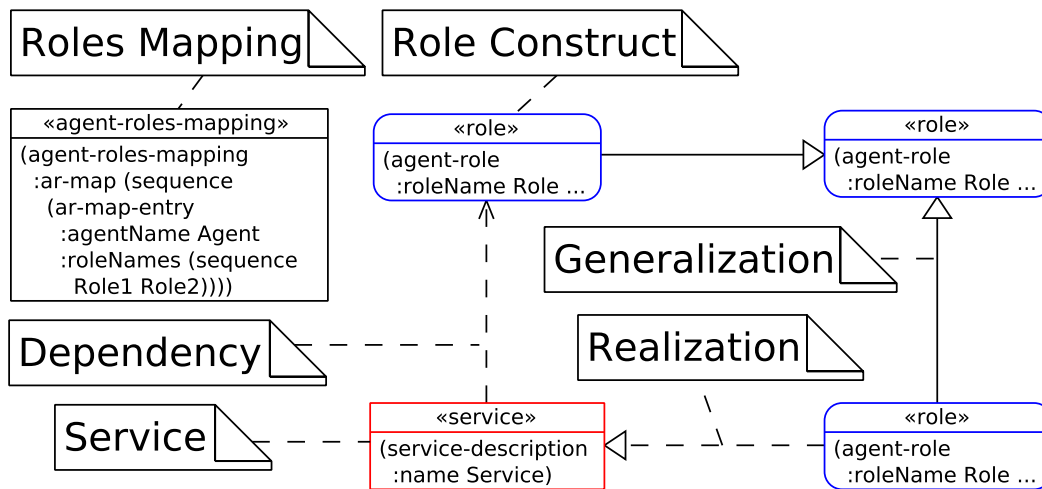 Roles Mapping
Role Construct
«agent-roles-mapping»
(agent-roles-mapping
:ar-map (sequence
(ar-map-entry
:agentName Agent
:roleNames (sequence
Role1 Role2))))
«role»
(agent-role
:roleName Role ...
«role»
(agent-role
:roleName Role ...
Generalization
Dependency
Realization
Service
«service»
(service-description
:name Service)
«role»
(agent-role
:roleName Role ...